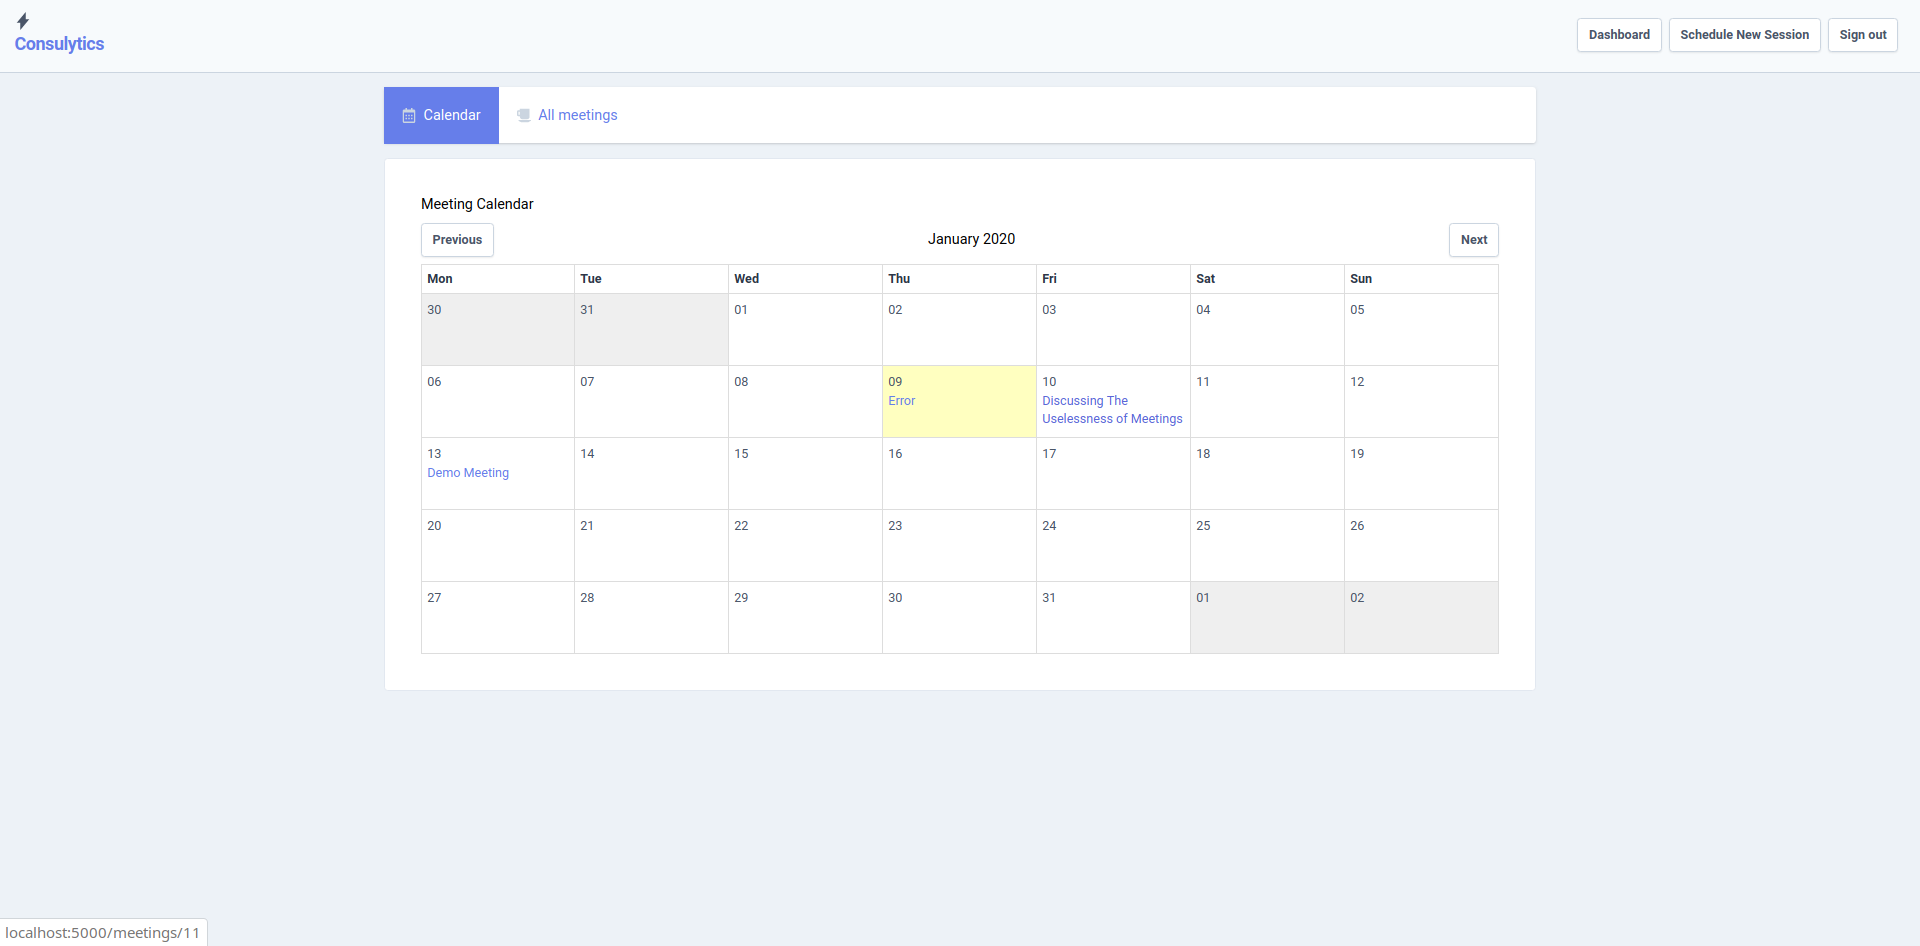 Consulytics
Dashboard Schedule New Session Sign out
Calendar All meetings
Meeting Calendar
Previous January 2020 Next
Mon Tue Wed Thu Fri Sat Sun
30 31 01 02 03 04 05
06 07 08 09 10 11 12
Error Discussing The
Uselessness of Meetings
13 14 15 16 17 18 19
Demo Meeting
20 21 22 23 24 25 26
27 28 29 30 31 01 02
localhost:5000/meetings/11